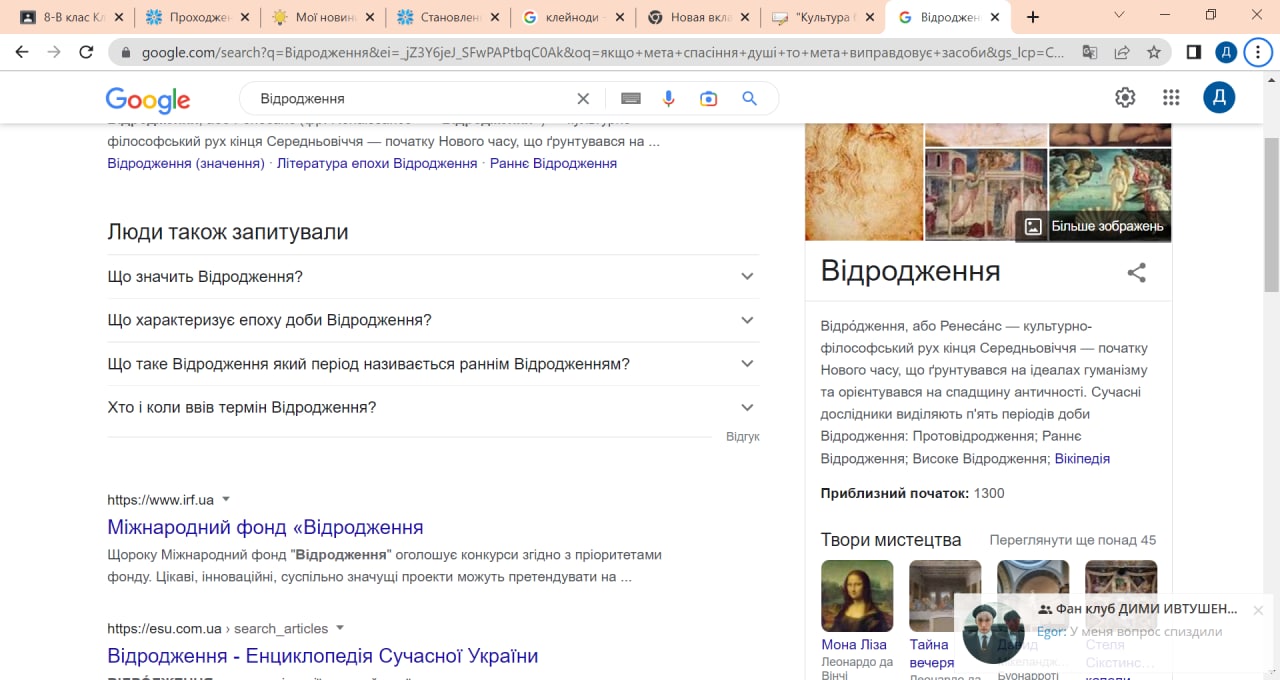 8-В клас Кл
Проходжен
Мої новин
Становлен
клейноди -
Новая вкла
"Культура
Відроджен
google.com/search?q=Відродження&ei=_jZ3Y6jeJ_SFwPAPtbqC0Ak&oq=якщо+мета+спасіння+душі+то+мета+виправдовує+засоби&gs_lcp=C...
Д
Google
Відродження
Д
філософський рух кінця Середньовіччя — початку Нового часу, що ґрунтувався на ...
Відродження (значення) · Література епохи Відродження · Раннє Відродження
Люди також запитували
Що значить Відродження?
Що характеризує епоху доби Відродження?
Що таке Відродження який період називається раннім Відродженням?
Хто і коли ввів термін Відродження?
Відгук
https://www.irf.ua
Міжнародний фонд «Відродження
Щороку Міжнародний фонд "Відродження" оголошує конкурси згідно з пріоритетами
фонду. Цікаві, інноваційні, суспільно значущі проекти можуть претендувати на ...
https://esu.com.ua › search_articles
Відродження - Енциклопедія Сучасної України
Більше зображень
Відродження
Відро́дження, або Ренеса́нс — культурно-
філософський рух кінця Середньовіччя — початку
Нового часу, що ґрунтувався на ідеалах гуманізму
та орієнтувався на спадщину античності. Сучасні
дослідники виділяють п'ять періодів доби
Відродження: Протовідродження; Раннє
Відродження; Високе Відродження; Вікіпедія
Приблизний початок: 1300
Твори мистецтва
Переглянути ще понад 45
Мона Ліза
Леонардо да
Вінчі
Тайна
вечеря
Леонардо да
Давид
Мікеландж...
Буонарроті
Стеля
Сікстинс...
капели
Фан клуб ДИМИ ИВТУШЕН...
Egor: У меня вопрос спиздили